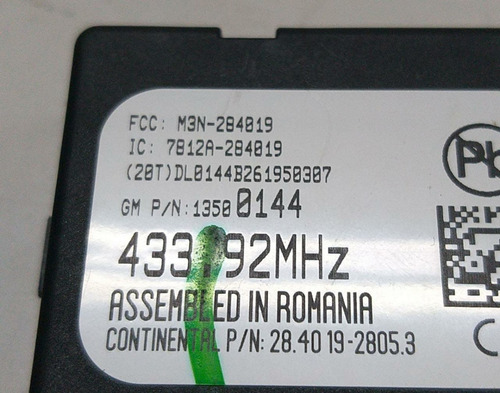 FCC: M3N-284019
IC: 7812A-284019
(20T)DL0144B261950307
GM P/N:13500144
Pb
433.92MHz
ASSEMBLED IN ROMANIA
CONTINENTAL P/N: 28.4019-2805.3
C